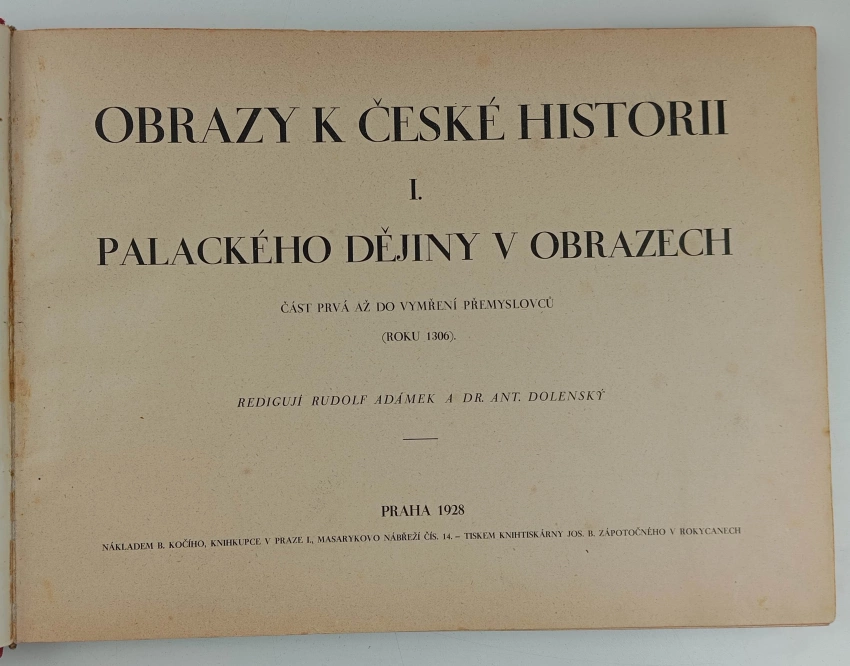 OBRAZY K ČESKÉ HISTORII
I.
PALACKÉHO DĚJINY V OBRAZECH
ČÁST PRVÁ AŽ DO VYMŘENÍ PŘEMYSLOVCŮ
(ROKU 1306).
REDIGUJÍ RUDOLF ADÁMEK A DR. ANT. DOLENSKÝ
PRAHA 1928
NÁKLADEM B. KOČÍHO, KNIHKUPCE V PRAZE I., MASARYKOVO NÁBŘEŽÍ ČÍS. 14. – TISKEM KNIHTISKÁRNY JOS. B. ZÁPOTOČNÉHO V ROKYCANECH